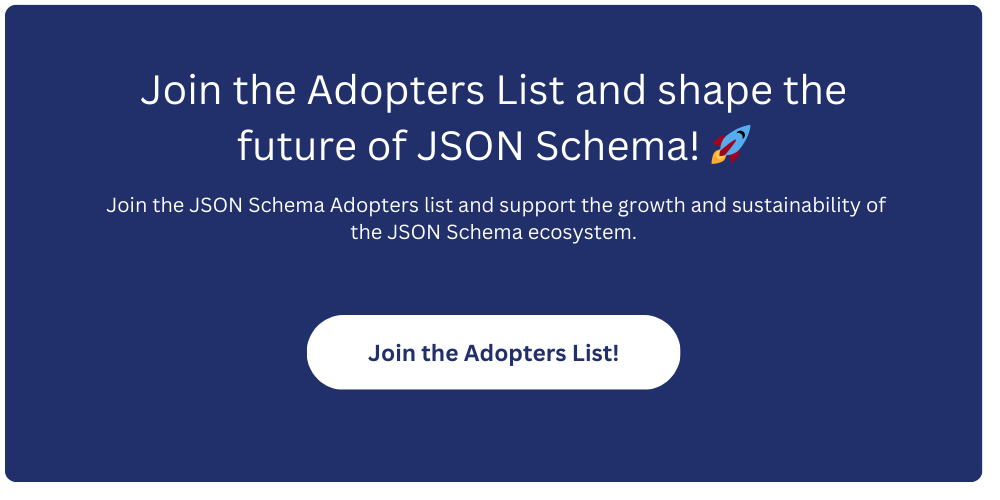 Join the Adopters List and shape the
future of JSON Schema! 🚀
Join the JSON Schema Adopters list and support the growth and sustainability of
the JSON Schema ecosystem.
Join the Adopters List!